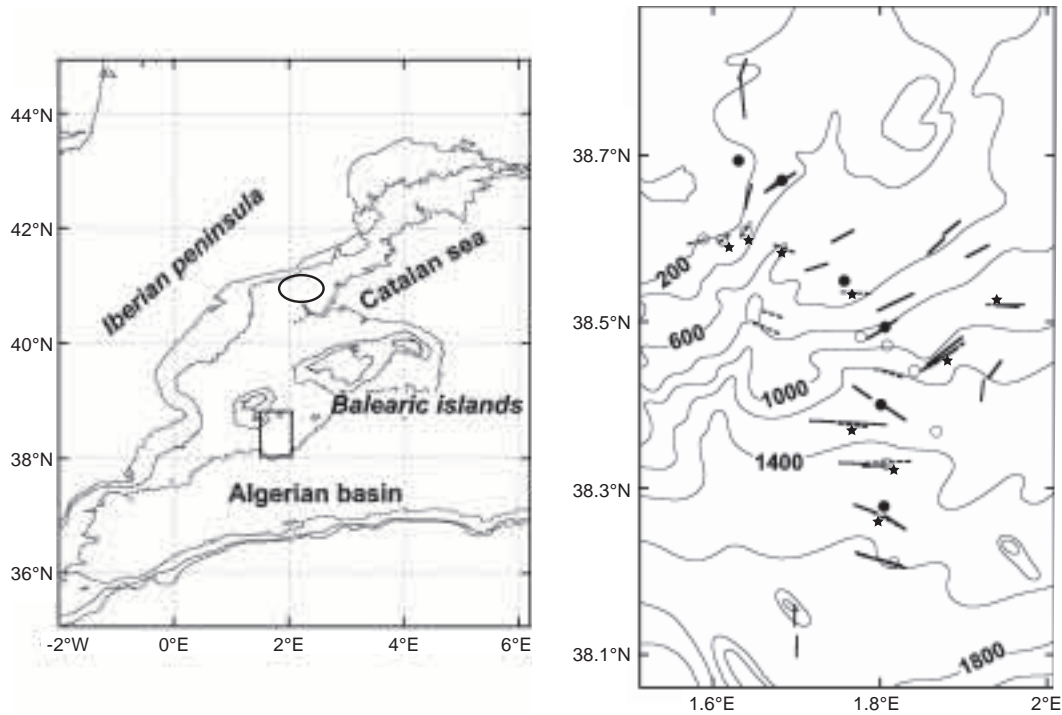 44°N
42°N
40°N
38°N
36°N
-2°W
0°E
2°E
4°E
6°E
Iberian peninsula
Catalan sea
Balearic islands
Algerian basin
38.7°N
38.5°N
38.3°N
38.1°N
1.6°E
1.8°E
2°E
200
600
1000
1400
1800